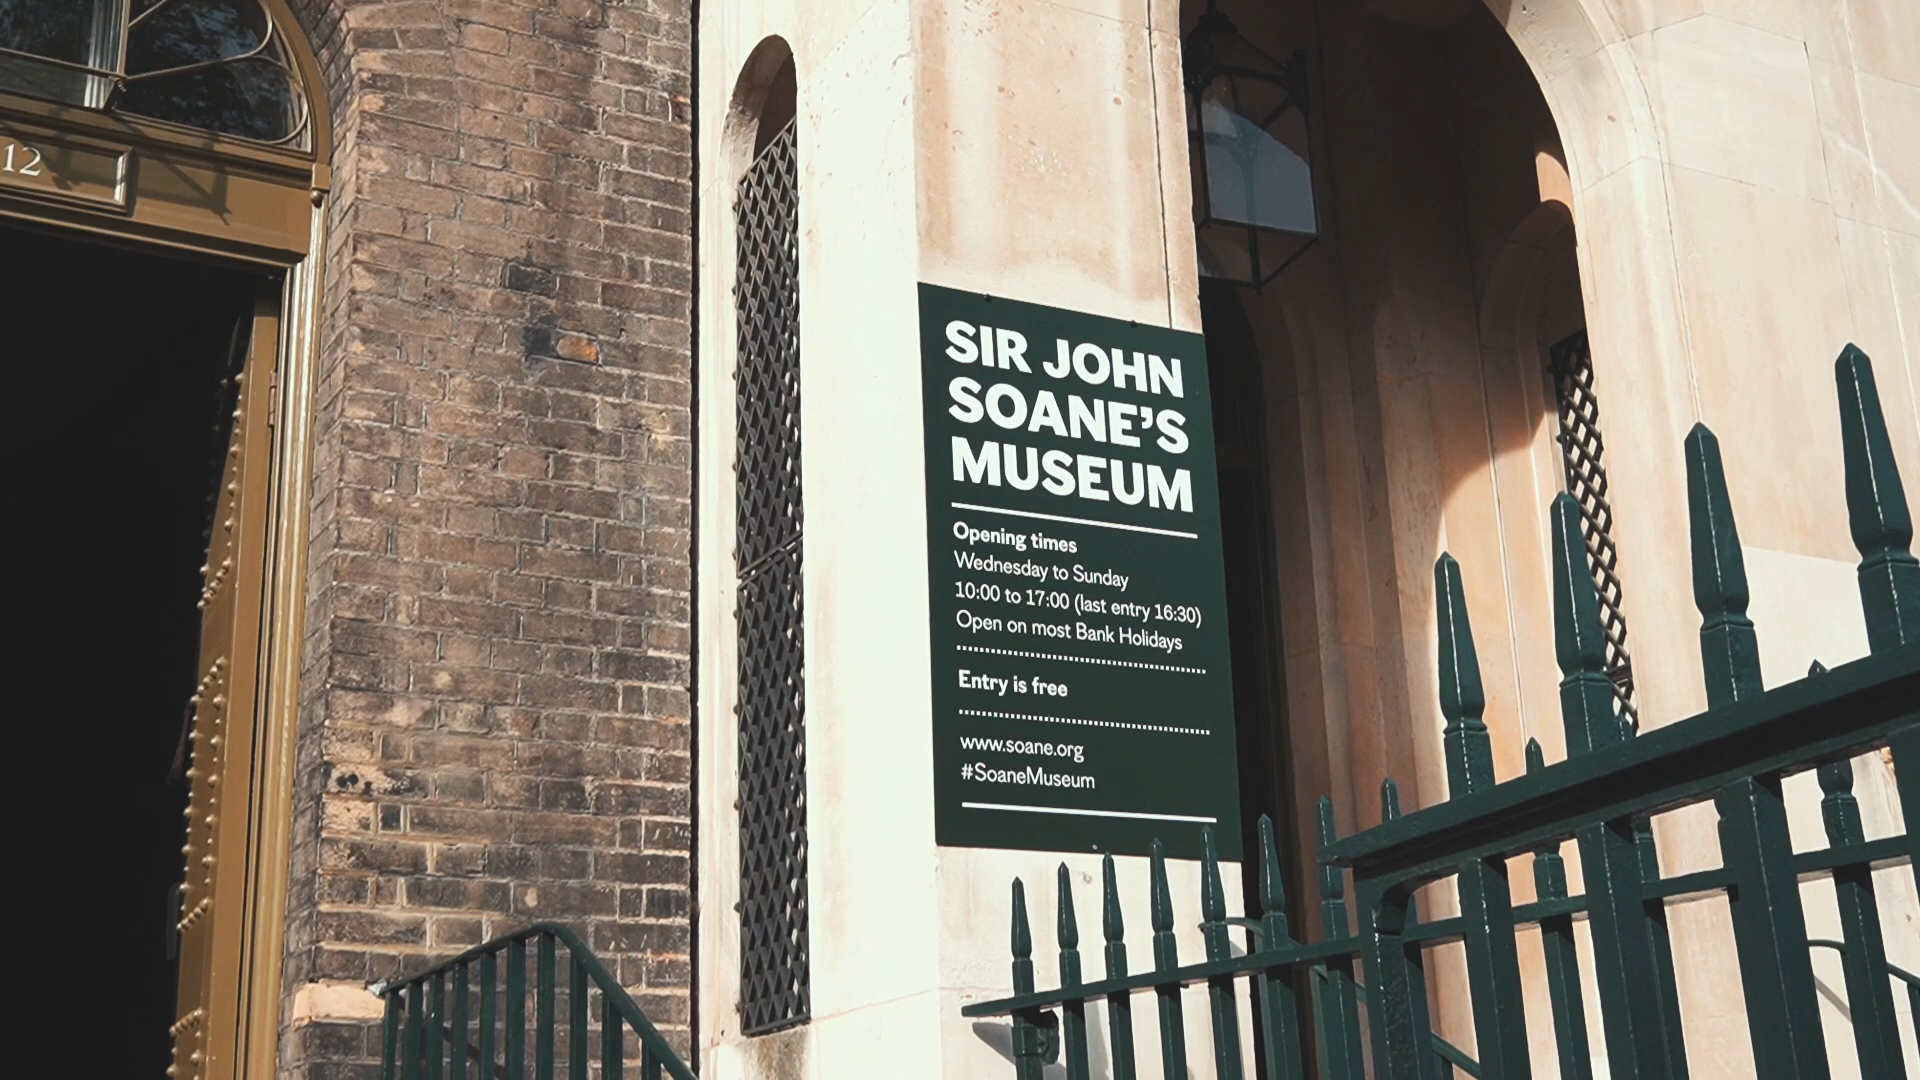 12
SIR JOHN
SOANE’S
MUSEUM
Opening times
Wednesday to Sunday
10:00 to 17:00 (last entry 16:30)
Open on most Bank Holidays
Entry is free
www.soane.org
#SoaneMuseum